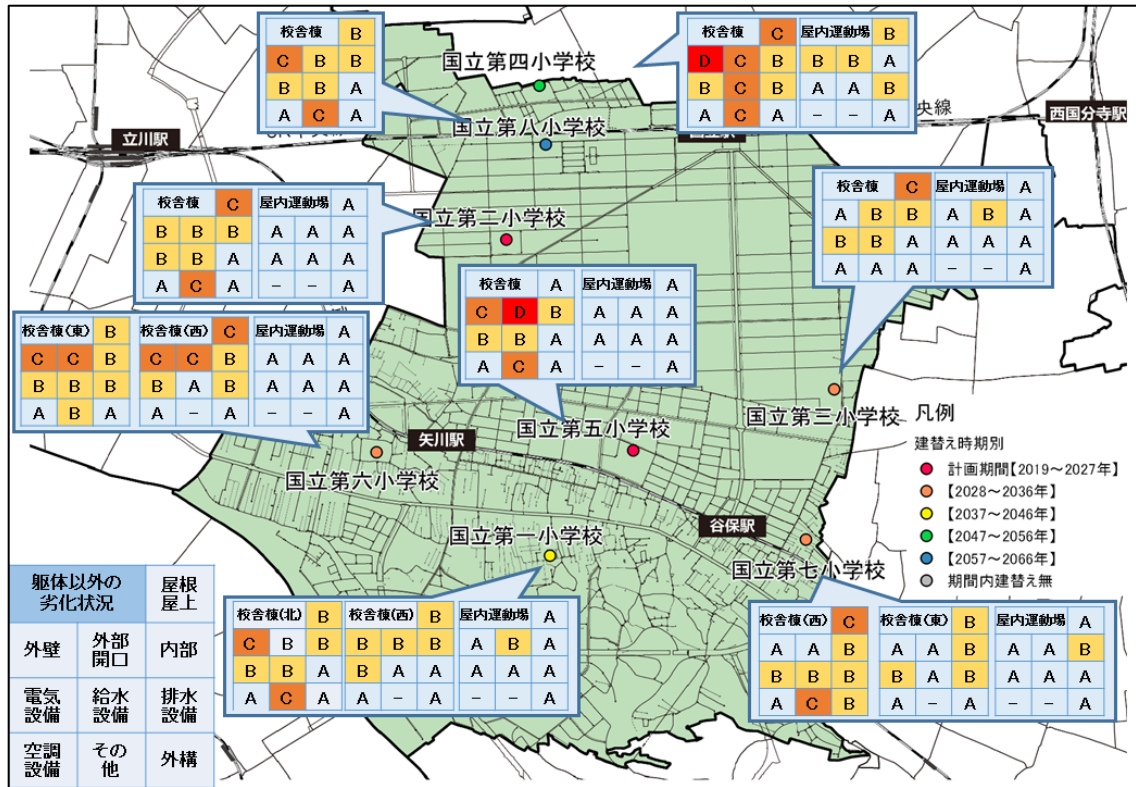 校舎棟 B
C B B
B B A
A C A
校舎棟 C 屋内運動場 B
D C B B B A
B C B A A B
A C A - - A
国立第四小学校
国立第八小学校
央線
西国分寺駅
立川駅
校舎棟 C 屋内運動場 A
B B B A A A
B B A A A A
A C A - - A
国立第二小学校
校舎棟 C 屋内運動場 A
A B B A B A
B B A A A A
A A A - - A
校舎棟 A 屋内運動場 A
C D B A A A
B B A A A A
A C A - - A
校舎棟(東) B 校舎棟(西) C 屋内運動場 A
C C B C C B A A A
B B B B A B A A A
A B A A - A - - A
国立第三小学校
国立第五小学校
矢川駅
国立第六小学校
谷保駅
国立第一小学校
国立第七小学校
凡例
建替え時期別
計画期間【2019~2027年】
【2028~2036年】
【2037~2046年】
【2047~2056年】
【2057~2066年】
期間内建替え無
校舎棟(北) B 校舎棟(西) B 屋内運動場 A
C B B B B B A B A
B B A B A A A A A
A C A A - A - - A
校舎棟(西) C 校舎棟(東) B 屋内運動場 A
A A B A A B A A B
B B B B A B A A A
A C B A - A - - A
躯体以外の
劣化状況
屋根
屋上
外壁
外部
開口
内部
電気
設備
給水
設備
排水
設備
空調
設備
その
他
外構